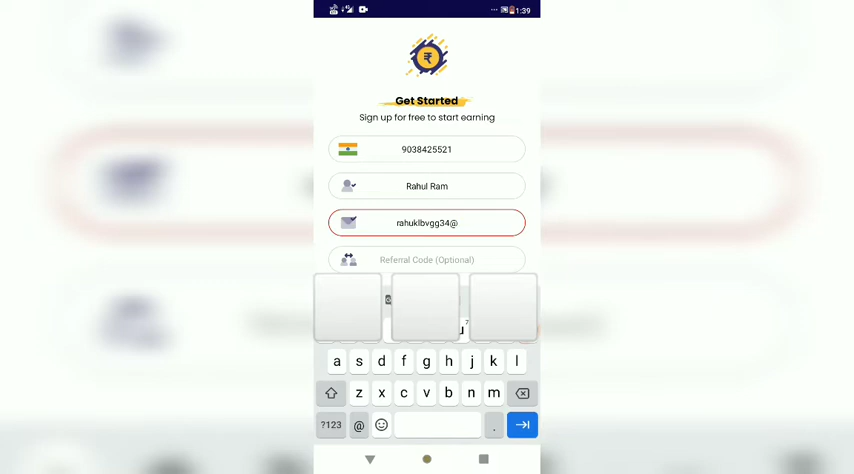 1:39
₹
Get Started
Sign up for free to start earning
9038425521
Rahul Ram
rahuklbvgg34@
Referral Code (Optional)
u 7
a s d f g h j k l
z x c v b n m
?123 @ .